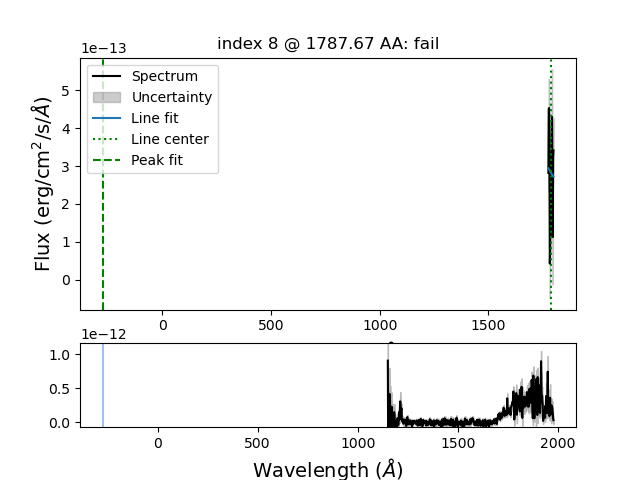 index 8 @ 1787.67 AA: fail
1e−13
Spectrum
Uncertainty
Line fit
Line center
Peak fit
Flux (erg/cm²/s/Å)
5
4
3
2
1
0
0 500 1000 1500
1e−12
1.0
0.5
0.0
0 500 1000 1500 2000
Wavelength (Å)